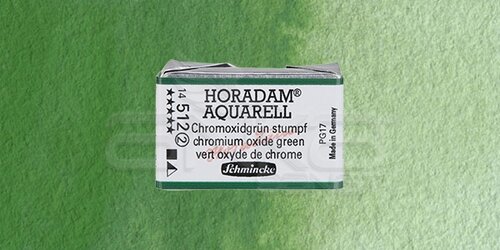 HORADAM®
AQUARELL
Chromoxidgrün stumpf
chromium oxide green
vert oxyde de chrome
Schmincke
14 512 2
★★★★★
PG17
Made in Germany